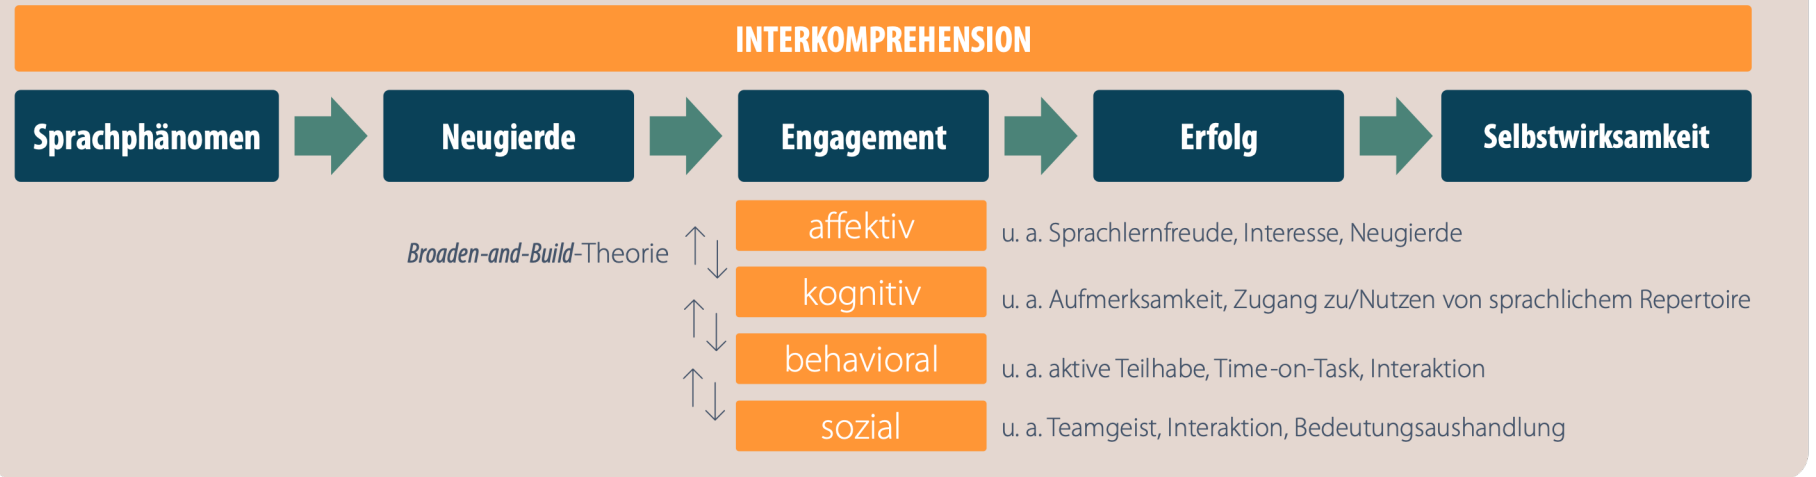 INTERKOMPREHENSION
Sprachphänomen
Neugierde
Engagement
Erfolg
Selbstwirksamkeit
Broaden-and-Build-Theorie
affektiv
u. a. Sprachlernfreude, Interesse, Neugierde
kognitiv
u. a. Aufmerksamkeit, Zugang zu/Nutzen von sprachlichem Repertoire
behavioral
u. a. aktive Teilhabe, Time-on-Task, Interaktion
sozial
u. a. Teamgeist, Interaktion, Bedeutungsaushandlung